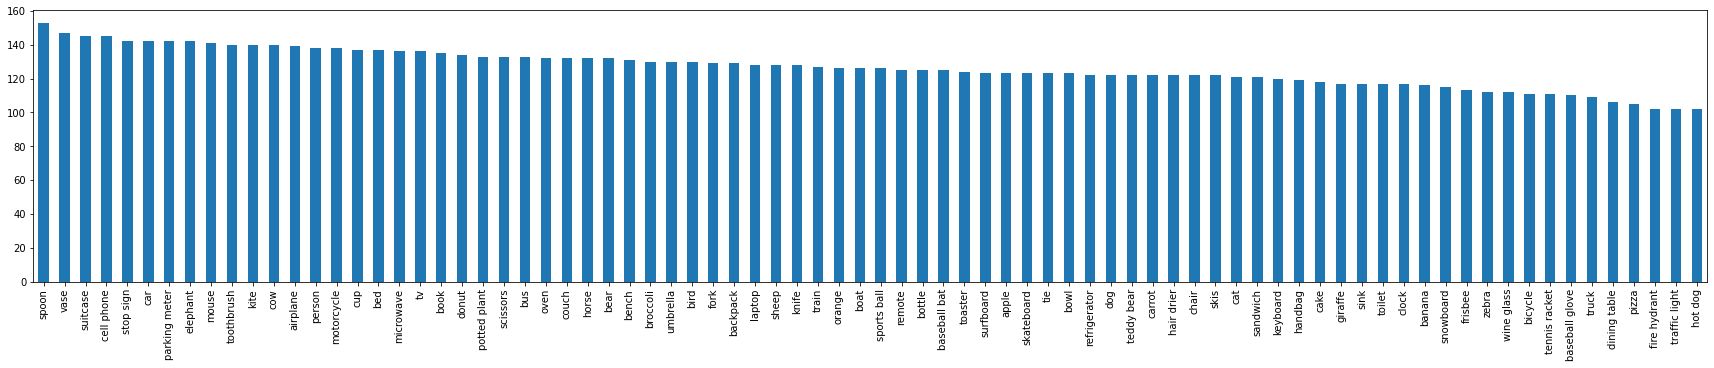 160
140
120
100
80
60
40
20
0
spoon
vase
suitcase
cell phone
stop sign
car
parking meter
elephant
mouse
toothbrush
kite
cow
airplane
person
motorcycle
cup
bed
microwave
tv
book
donut
potted plant
scissors
bus
oven
couch
horse
bear
bench
broccoli
umbrella
bird
fork
backpack
laptop
sheep
knife
train
orange
boat
sports ball
remote
bottle
baseball bat
toaster
surfboard
apple
skateboard
tie
bowl
refrigerator
dog
teddy bear
carrot
hair drier
chair
skis
cat
sandwich
keyboard
handbag
cake
giraffe
sink
toilet
clock
banana
snowboard
frisbee
zebra
wine glass
bicycle
tennis racket
baseball glove
truck
dining table
pizza
fire hydrant
traffic light
hot dog